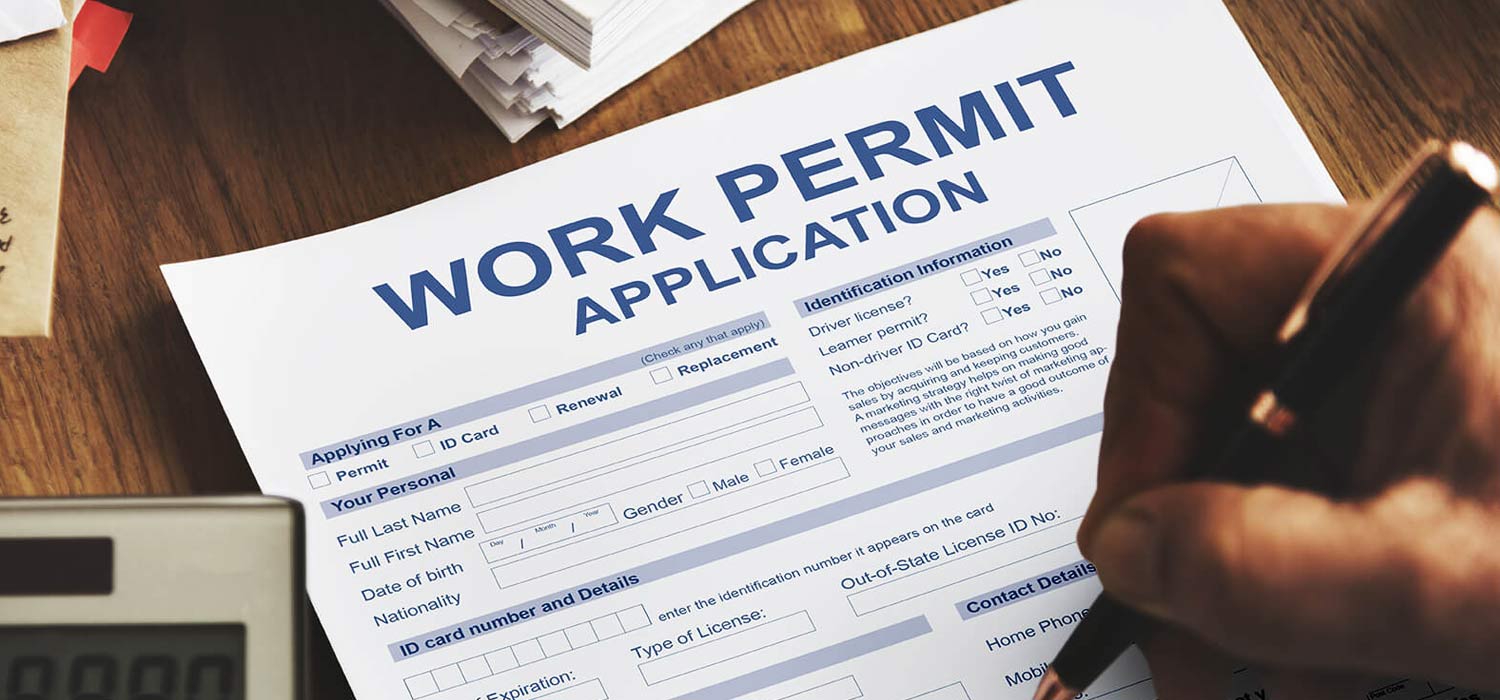 WORK PERMIT
APPLICATION
Applying For A
(Check any that apply)
Permit
ID Card
Renewal
Replacement
Your Personal
Full Last Name
Full First Name
Date of birth
Day / Month / Year
Gender
Male
Female
Nationality
Identification Information
Driver license? Yes No
Learner permit? Yes No
Non-driver ID Card? Yes No
The objectives will be based on how you gain
sales by acquiring and keeping customers.
A marketing strategy helps on making good
messages with the right twist of marketing ap-
proaches in order to have a good outcome of
your sales and marketing activities.
ID card number and Details
enter the identification number it appears on the card
Expiration:
Type of License:
Out-of-State License ID No:
Contact Details
Home Phone
Post Code